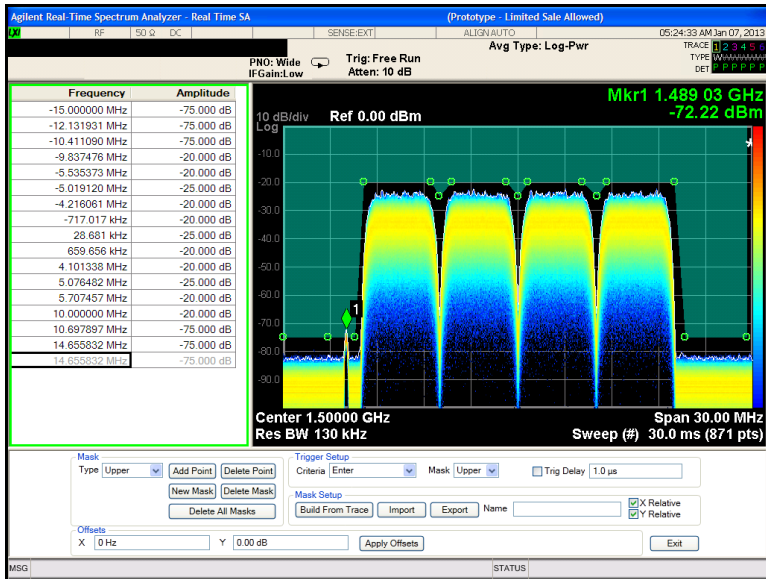 Agilent Real-Time Spectrum Analyzer - Real Time SA (Prototype - Limited Sale Allowed)
LXI RF 50 Ω DC SENSE:EXT ALIGN AUTO 05:24:33 AM Jan 07, 2013
Avg Type: Log-Pwr
TRACE 1 2 3 4 5 6
TYPE
DET P P P P P P
PNO: Wide
IFGain:Low
Trig: Free Run
Atten: 10 dB
Frequency Amplitude
-15.000000 MHz -75.000 dB
-12.131931 MHz -75.000 dB
-10.411090 MHz -75.000 dB
-9.837476 MHz -20.000 dB
-5.535373 MHz -20.000 dB
-5.019120 MHz -25.000 dB
-4.216061 MHz -20.000 dB
-717.017 kHz -20.000 dB
28.681 kHz -25.000 dB
659.656 kHz -20.000 dB
4.101338 MHz -20.000 dB
5.076482 MHz -25.000 dB
5.707457 MHz -20.000 dB
10.000000 MHz -20.000 dB
10.697897 MHz -75.000 dB
14.655832 MHz -75.000 dB
14.655832 MHz -75.000 dB
Mkr1 1.489 03 GHz
-72.22 dBm
10 dB/div Ref 0.00 dBm
Log
-10.0
-20.0
-30.0
-40.0
-50.0
-60.0
-70.0
-80.0
-90.0
1
Center 1.50000 GHz Span 30.00 MHz
Res BW 130 kHz Sweep (#) 30.0 ms (871 pts)
Mask
Type Upper Add Point Delete Point
New Mask Delete Mask
Delete All Masks
Trigger Setup
Criteria Enter Mask Upper Trig Delay 1.0 µs
Mask Setup
Build From Trace Import Export Name
X Relative
Y Relative
Offsets
X 0 Hz Y 0.00 dB Apply Offsets Exit
MSG STATUS